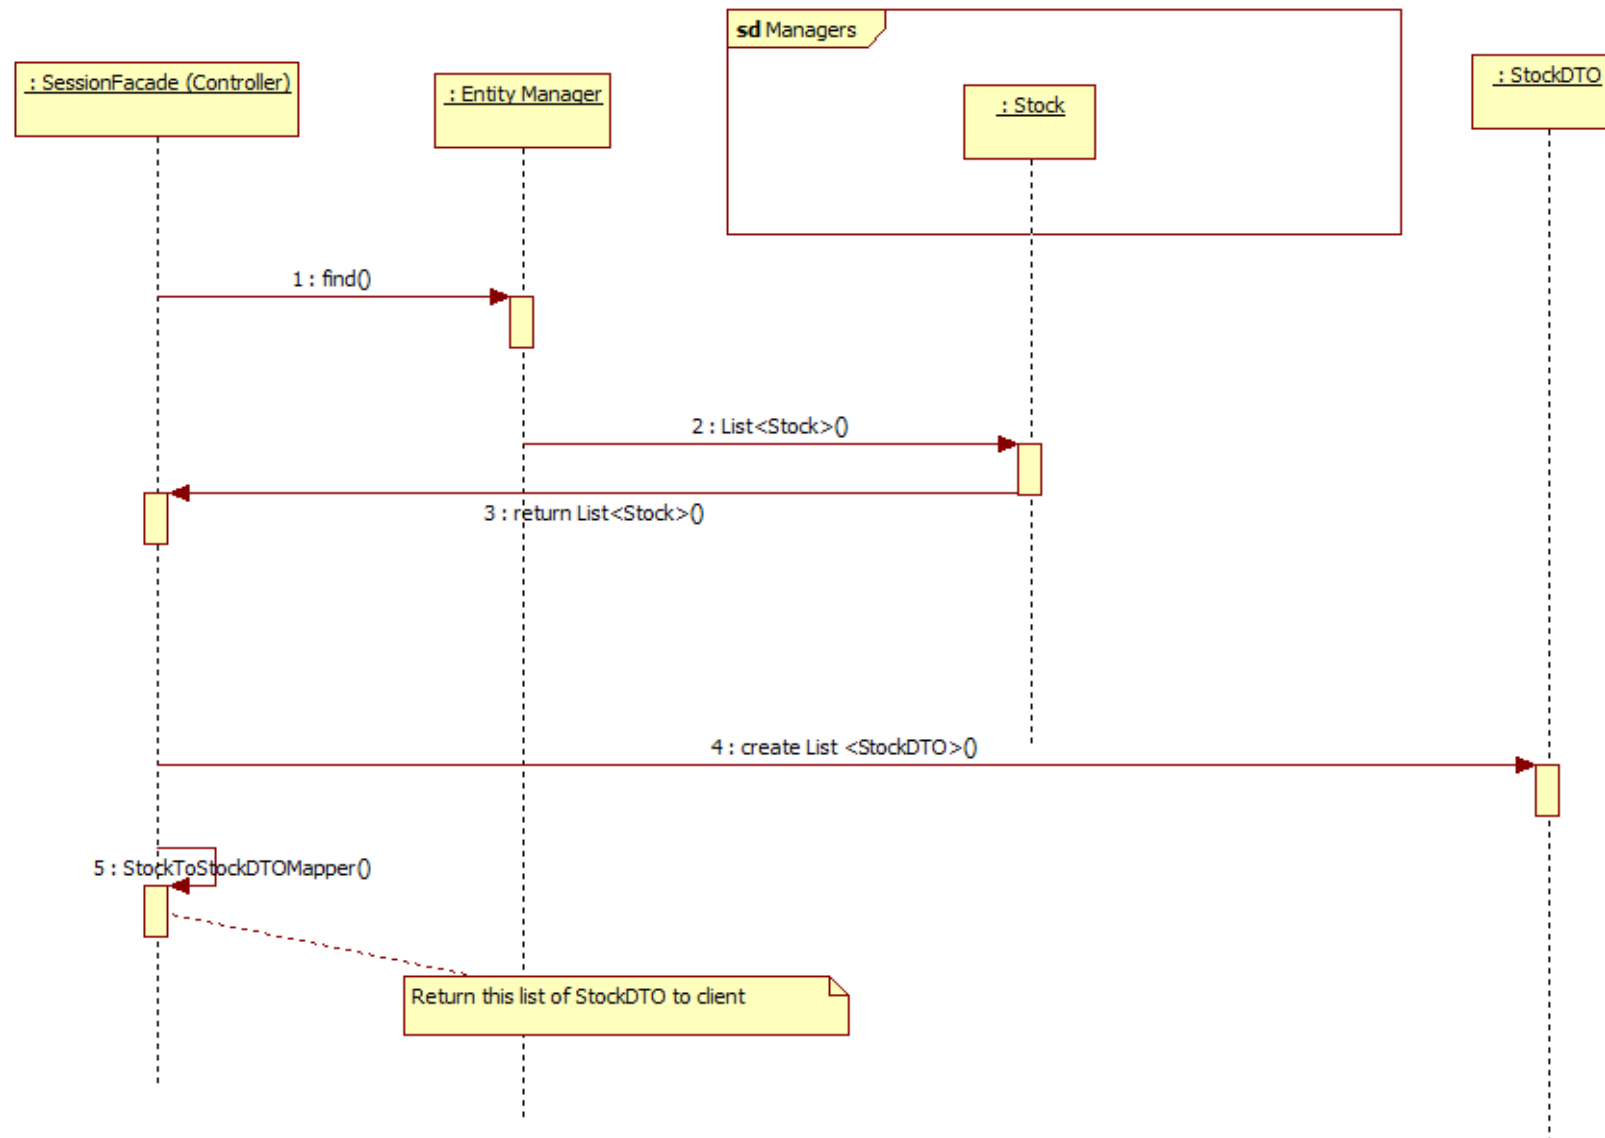 sd Managers
: SessionFacade (Controller)
: Entity Manager
: Stock
: StockDTO
1 : find()
2 : List<Stock>()
3 : return List<Stock>()
4 : create List <StockDTO>()
5 : StockToStockDTOMapper()
Return this list of StockDTO to client